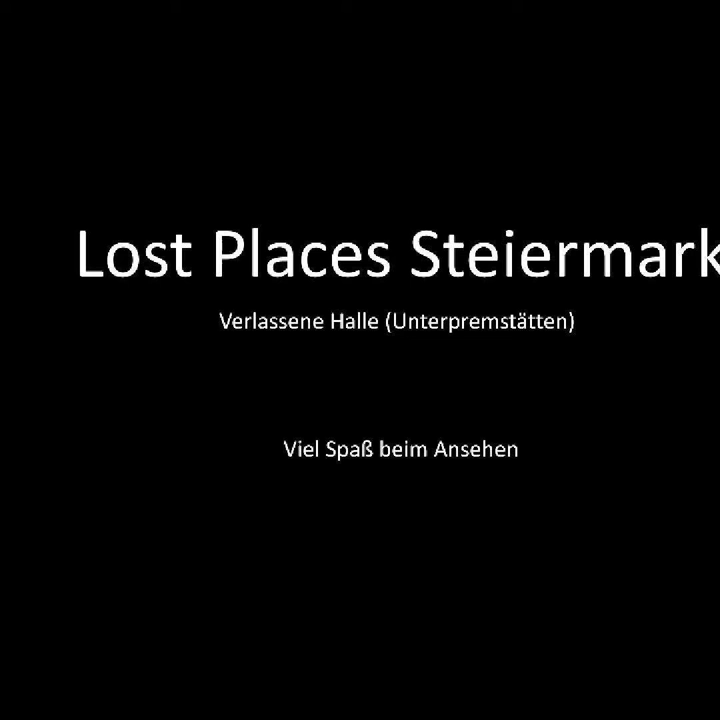 Lost Places Steiermark
Verlassene Halle (Unterpremstätten)
Viel Spaß beim Ansehen